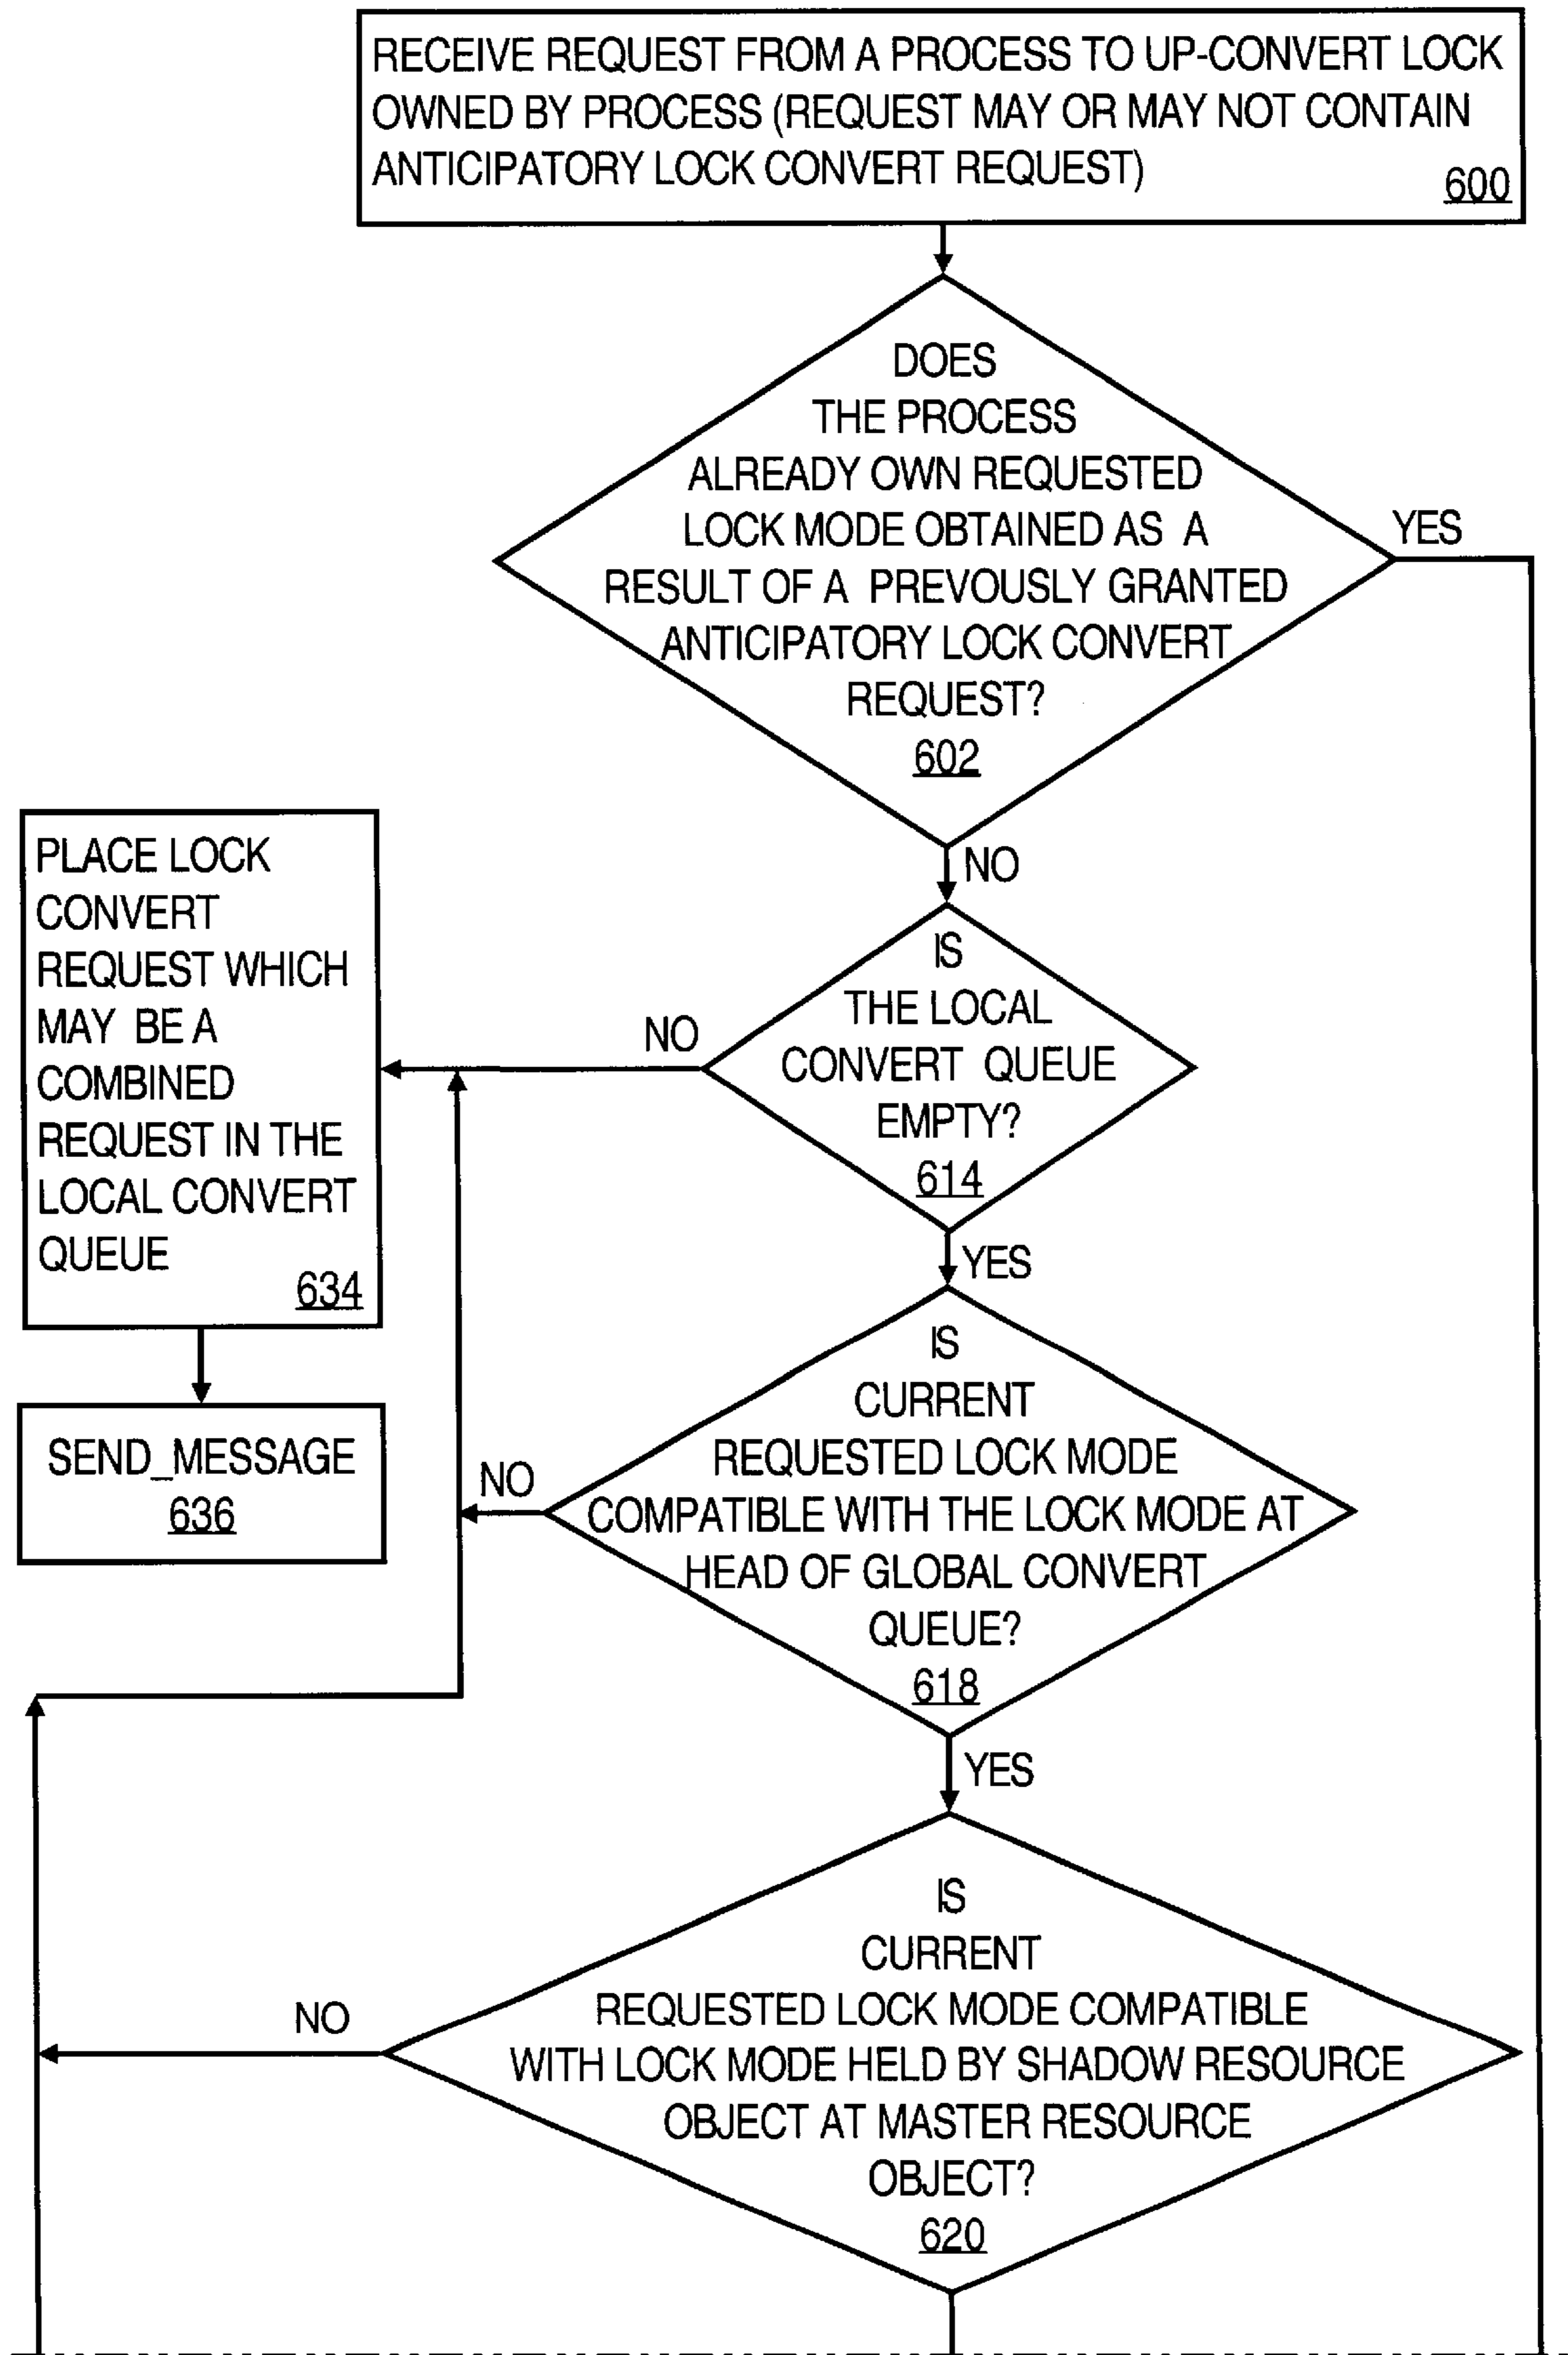 RECEIVE REQUEST FROM A PROCESS TO UP-CONVERT LOCK
OWNED BY PROCESS (REQUEST MAY OR MAY NOT CONTAIN
ANTICIPATORY LOCK CONVERT REQUEST)
600
DOES
THE PROCESS
ALREADY OWN REQUESTED
LOCK MODE OBTAINED AS A
RESULT OF A PREVOUSLY GRANTED
ANTICIPATORY LOCK CONVERT
REQUEST?
602
YES
NO
IS
THE LOCAL
CONVERT QUEUE
EMPTY?
614
NO
YES
PLACE LOCK
CONVERT
REQUEST WHICH
MAY BE A
COMBINED
REQUEST IN THE
LOCAL CONVERT
QUEUE
634
SEND_MESSAGE
636
IS
CURRENT
REQUESTED LOCK MODE
COMPATIBLE WITH THE LOCK MODE AT
HEAD OF GLOBAL CONVERT
QUEUE?
618
NO
YES
IS
CURRENT
REQUESTED LOCK MODE COMPATIBLE
WITH LOCK MODE HELD BY SHADOW RESOURCE
OBJECT AT MASTER RESOURCE
OBJECT?
620
NO